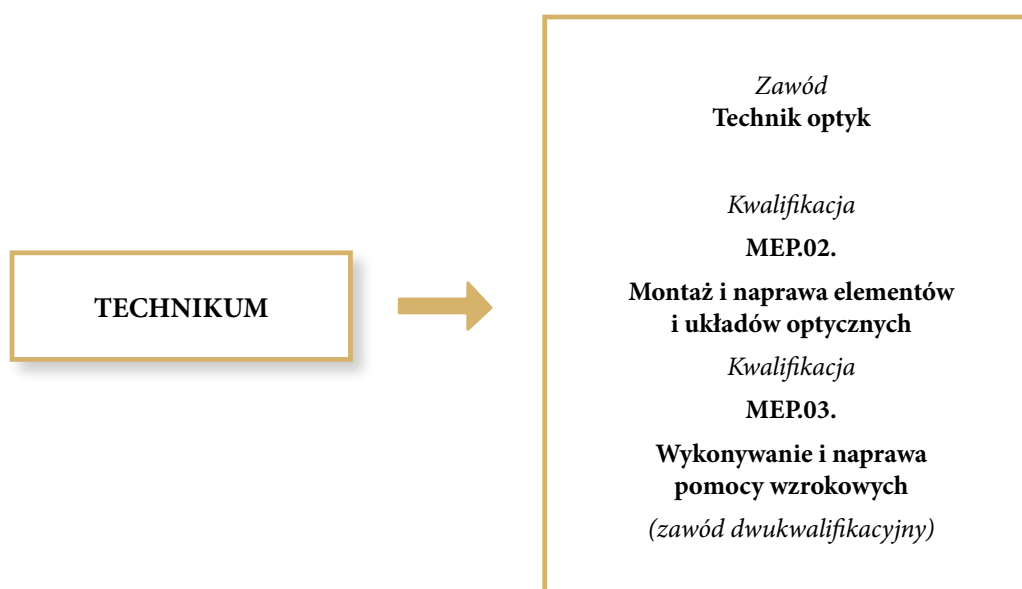 TECHNIKUM
Zawód
Technik optyk
Kwalifikacja
MEP.02.
Montaż i naprawa elementów
i układów optycznych
Kwalifikacja
MEP.03.
Wykonywanie i naprawa
pomocy wzrokowych
(zawód dwukwalifikacyjny)